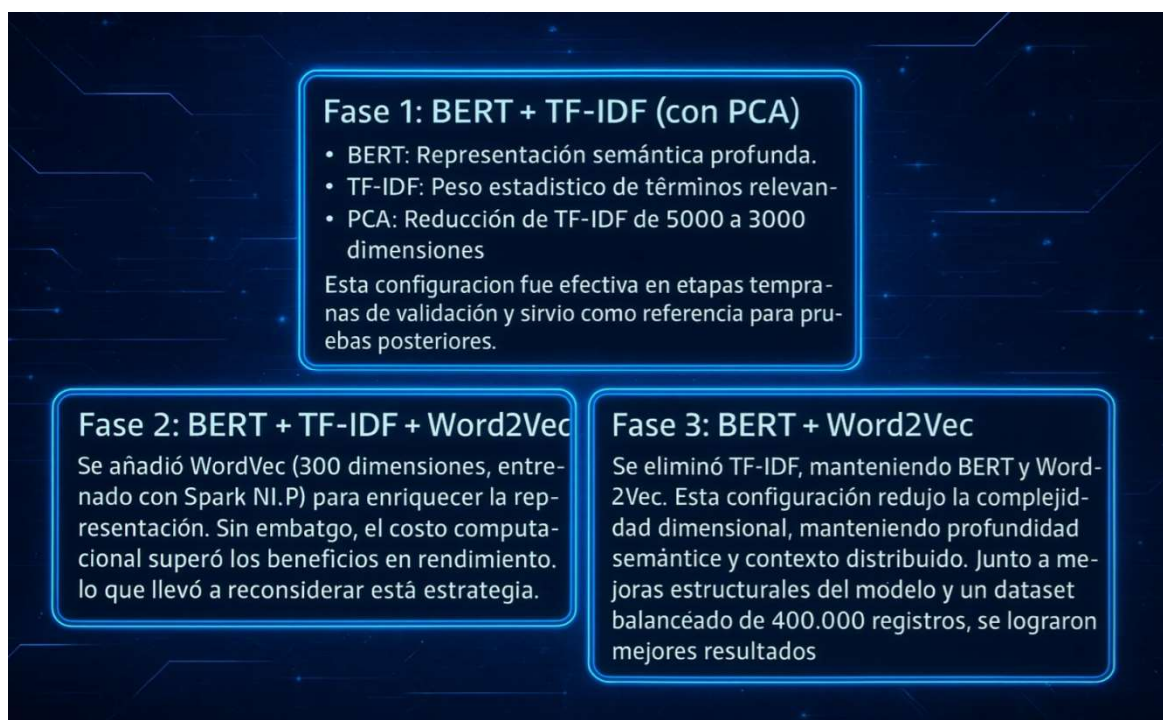 Fase 1: BERT + TF-IDF (con PCA)
• BERT: Representación semántica profunda.
• TF-IDF: Peso estadistico de têrminos relevan-
• PCA: Reducción de TF-IDF de 5000 a 3000
dimensiones
Esta configuracion fue efectiva en etapas tempra-
nas de validación y sirvio como referencia para pru-
ebas posteriores.
Fase 2: BERT + TF-IDF + Word2Vec
Se añadió WordVec (300 dimensiones, entre-
nado con Spark NI.P) para enriquecer la rep-
resentación. Sin embatgo, el costo computa-
cional superó los beneficios en rendimiento.
lo que llevó a reconsiderar está estrategia.
Fase 3: BERT + Word2Vec
Se eliminó TF-IDF, manteniendo BERT y Word-
2Vec. Esta configuración redujo la complejid-
dad dimensional, manteniendo profundidad
semántice y contexto distribuido. Junto a me-
joras estructurales del modelo y un dataset
balanceado de 400.000 registros, se lograron
mejores resultados